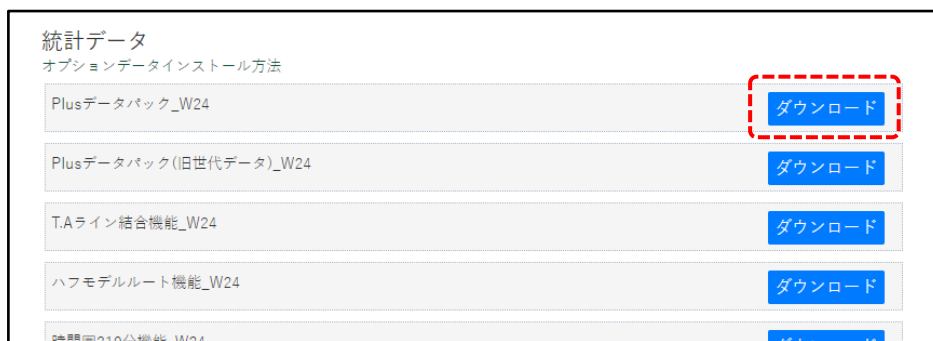 統計データ
オプションデータインストール方法
Plusデータパック_W24
ダウンロード
Plusデータパック(旧世代データ)_W24
ダウンロード
T.Aライン結合機能_W24
ダウンロード
ハフモデルルート機能_W24
ダウンロード